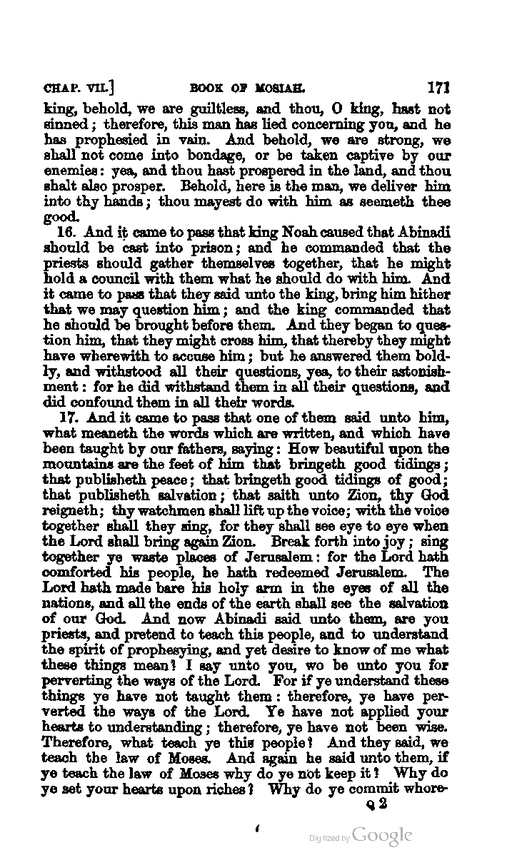 CHAP. VII.] BOOK OF MOSIAH. 171
king, behold, we are guiltless, and thou, O king, hast not
sinned; therefore, this man has lied concerning you, and he
has prophesied in vain. And behold, we are strong, we
shall not come into bondage, or be taken captive by our
enemies: yea, and thou hast prospered in the land, and thou
shalt also prosper. Behold, here is the man, we deliver him
into thy hands; thou mayest do with him as seemeth thee
good.
16. And it came to pass that king Noah caused that Abinadi
should be cast into prison; and he commanded that the
priests should gather themselves together, that he might
hold a council with them what he should do with him. And
it came to pass that they said unto the king, bring him hither
that we may question him; and the king commanded that
he should be brought before them. And they began to ques-
tion him, that they might cross him, that thereby they might
have wherewith to accuse him; but he answered them bold-
ly, and withstood all their questions, yea, to their astonish-
ment: for he did withstand them in all their questions, and
did confound them in all their words.
17. And it came to pass that one of them said unto him,
what meaneth the words which are written, and which have
been taught by our fathers, saying: How beautiful upon the
mountains are the feet of him that bringeth good tidings;
that publisheth peace; that bringeth good tidings of good;
that publisheth salvation; that saith unto Zion, thy God
reigneth; thy watchmen shall lift up the voice; with the voice
together shall they sing, for they shall see eye to eye when
the Lord shall bring again Zion. Break forth into joy; sing
together ye waste places of Jerusalem: for the Lord hath
comforted his people, he hath redeemed Jerusalem. The
Lord hath made bare his holy arm in the eyes of all the
nations, and all the ends of the earth shall see the salvation
of our God. And now Abinadi said unto them, are you
priests, and pretend to teach this people, and to understand
the spirit of prophesying, and yet desire to know of me what
these things mean? I say unto you, wo be unto you for
perverting the ways of the Lord. For if ye understand these
things ye have not taught them: therefore, ye have per-
verted the ways of the Lord. Ye have not applied your
hearts to understanding; therefore, ye have not been wise.
Therefore, what teach ye this people? And they said, we
teach the law of Moses. And again he said unto them, if
ye teach the law of Moses why do ye not keep it? Why do
ye set your hearts upon riches? Why do ye commit whore-
Q 2
Digitized by Google